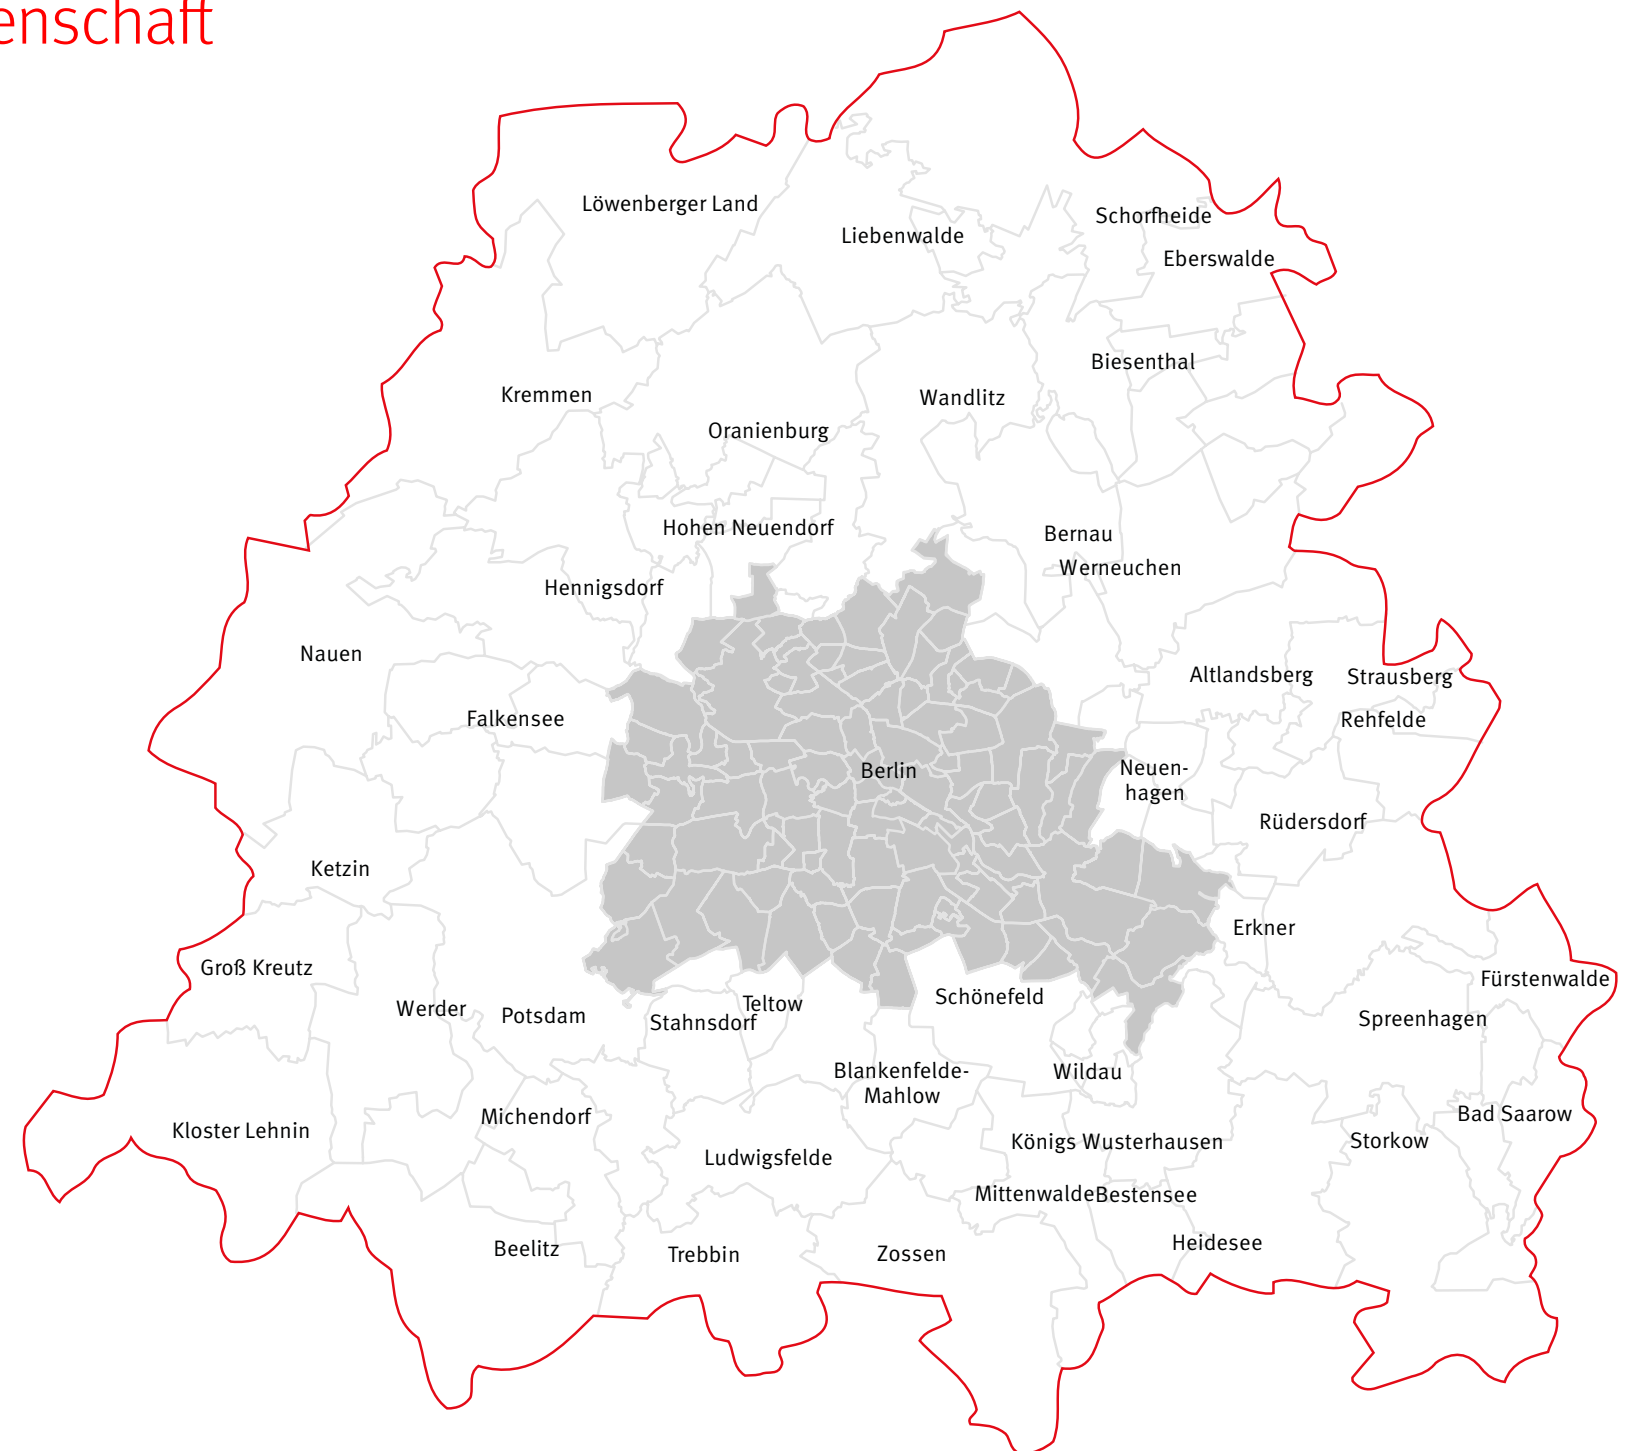 enschaft
Löwenberger Land
Schorfheide
Liebenwalde
Eberswalde
Biesenthal
Kremmen
Wandlitz
Oranienburg
Hohen Neuendorf
Bernau
Werneuchen
Hennigsdorf
Nauen
Altlandsberg
Strausberg
Falkensee
Rehfelde
Berlin
Neuen-
hagen
Rüdersdorf
Ketzin
Erkner
Groß Kreutz
Fürstenwalde
Schönefeld
Teltow
Werder
Potsdam
Stahnsdorf
Spreenhagen
Blankenfelde-
Mahlow
Wildau
Michendorf
Bad Saarow
Kloster Lehnin
Königs Wusterhausen
Storkow
Ludwigsfelde
Mittenwalde
Bestensee
Heidesee
Beelitz
Trebbin
Zossen